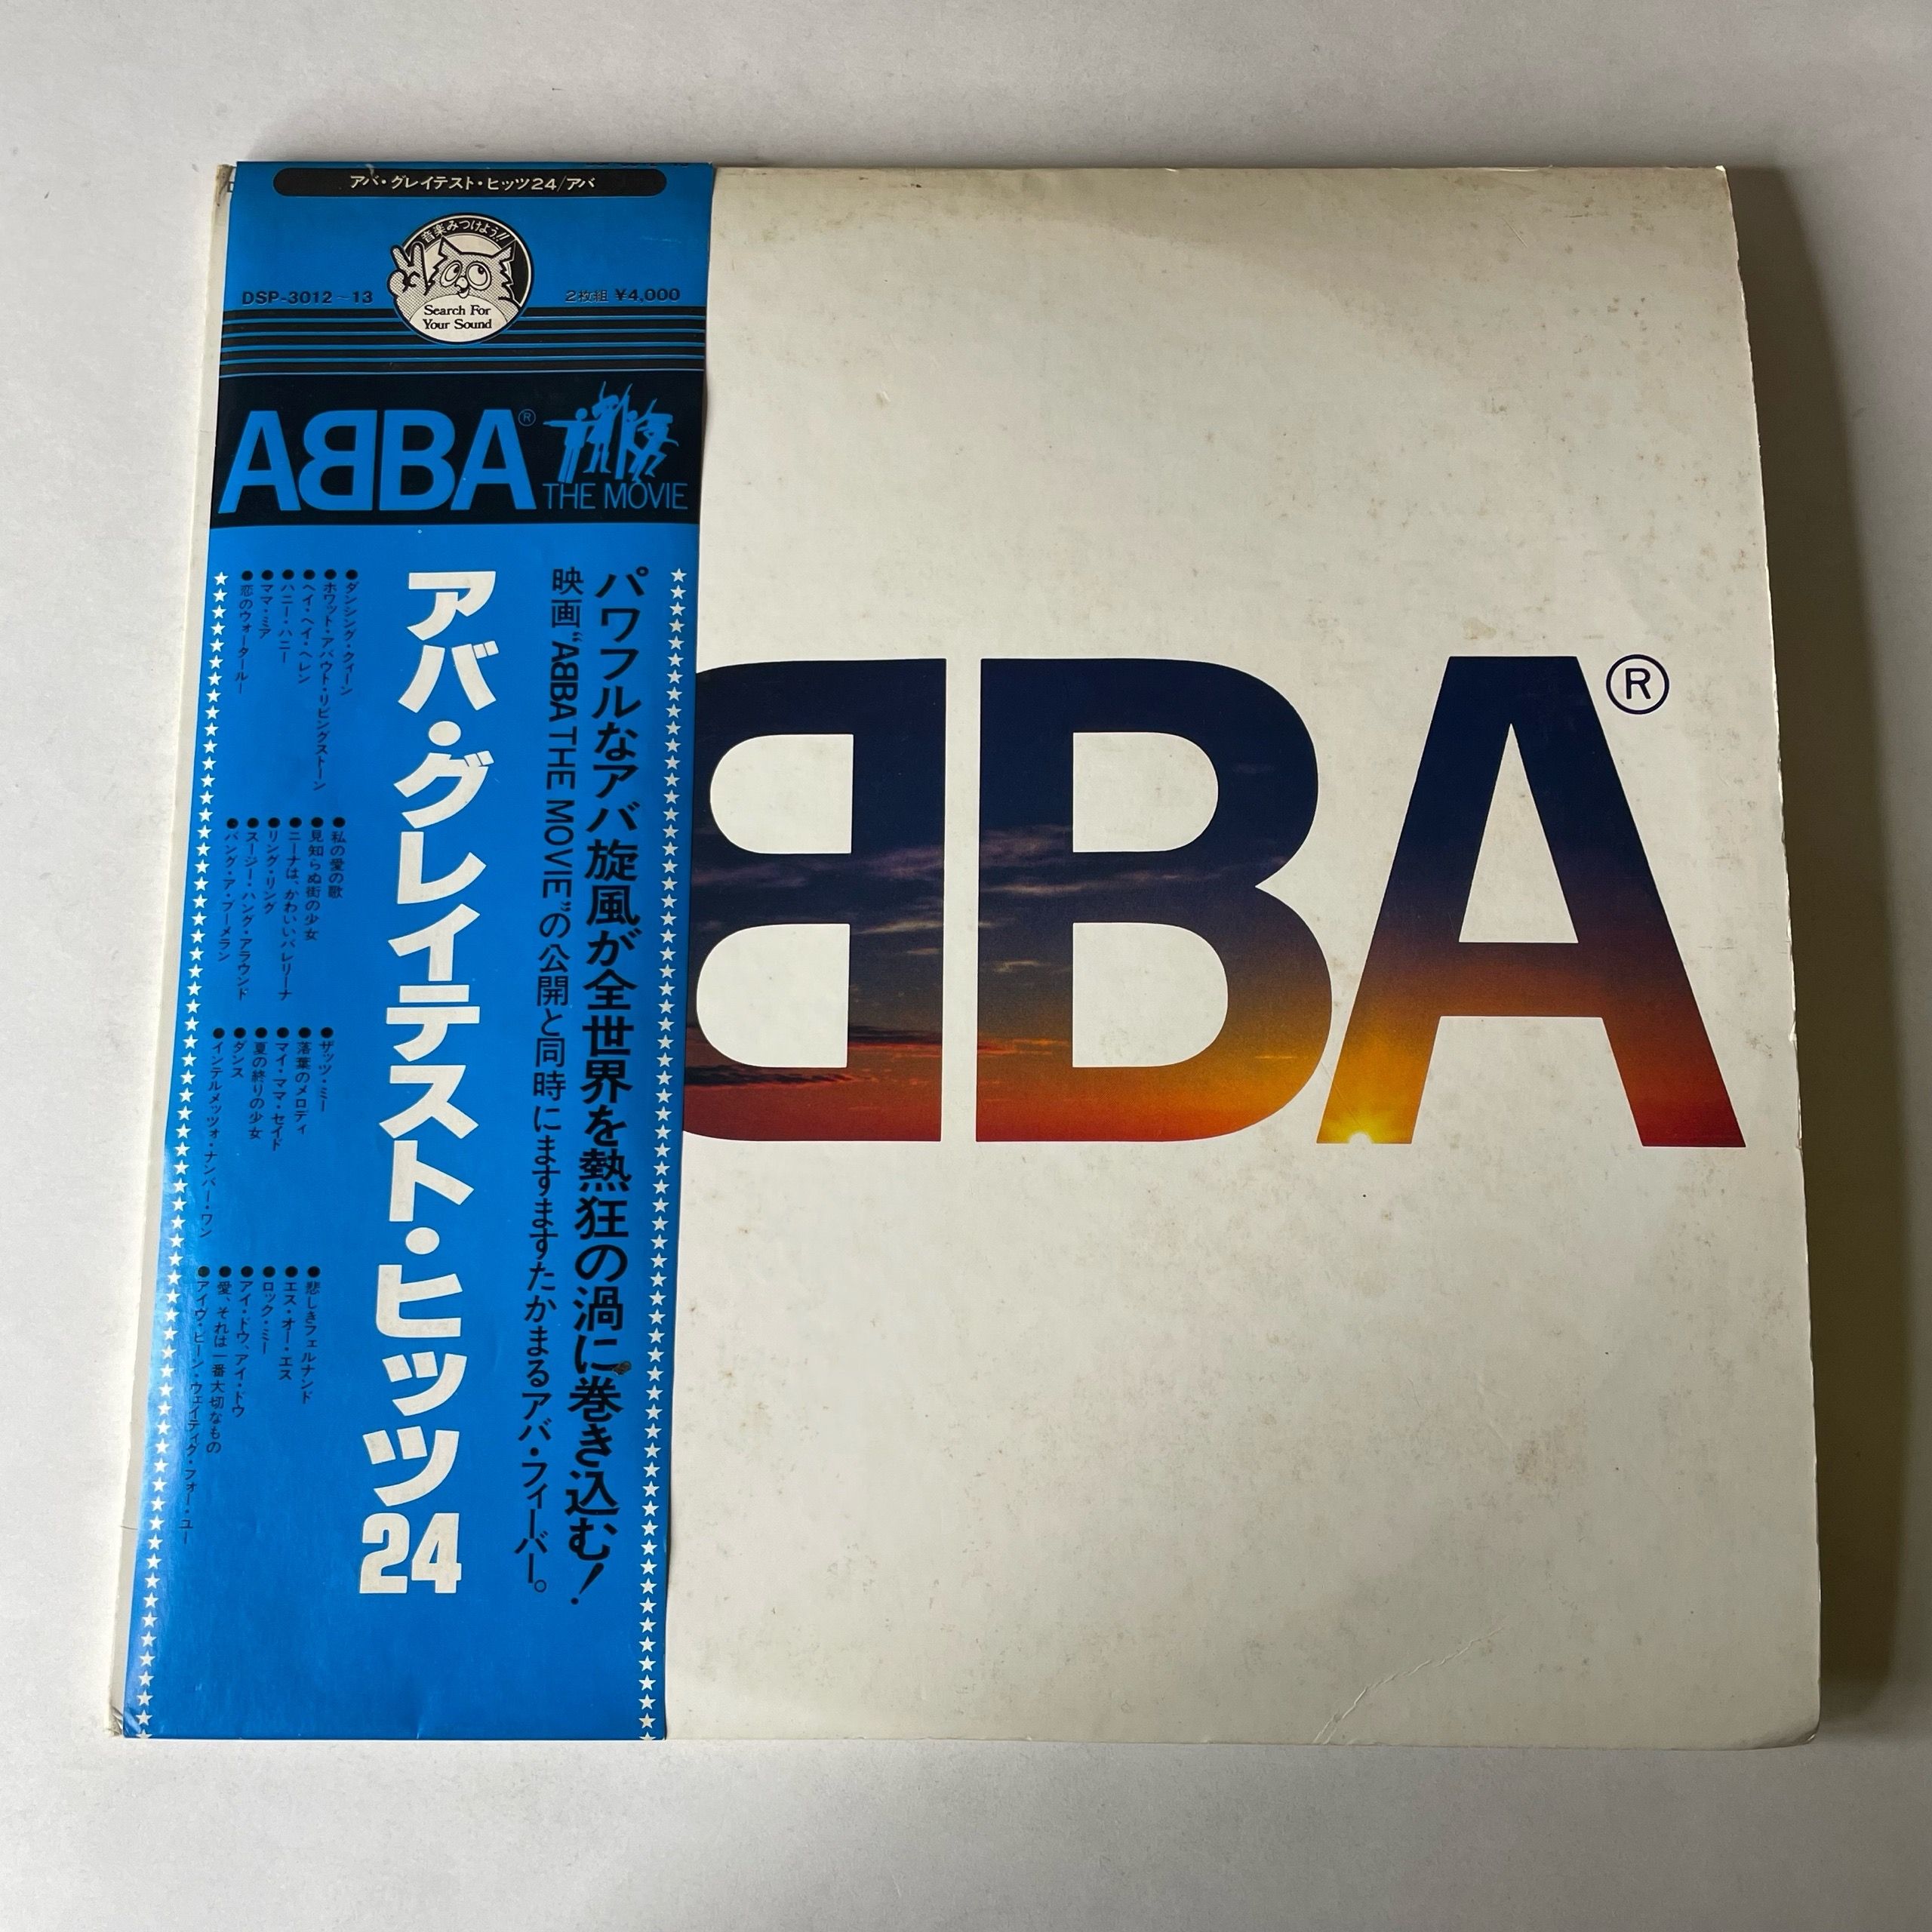 アバ・グレイテスト・ヒッツ24/アバ
音楽みつけよう!!
Search For
Your Sound
DSP-3012~13
2枚組 ¥4,000
ABBA®
THE MOVIE
パワフルなアバ旋風が全世界を熱狂の渦に巻き込む!
映画“ABBA THE MOVIE”の公開と同時にますますたかまるアバ・フィーバー。
アバ・グレイテスト・ヒッツ24
●ダンシング・クィーン
●ホワット・アバウト・リビングストーン
●ヘイ・ヘイ・ヘレン
●ハニー・ハニー
●ママ・ミア
●恋のウォータールー
●私の愛の歌
●見知らぬ街の少女
●ニーナは、かわいいバレリーナ
●リング・リング
●スージー・ハング・アラウンド
●バング・ア・ブーメラン
●ザッツ・ミー
●落葉のメロディ
●マイ・ママ・セイド
●夏の終りの少女
●ダンス
●インテルメッツォ・ナンバー・ワン
●悲しきフェルナンド
●エス・オー・エス
●ロック・ミー
●アイ・ドウ、アイ・ドウ
●愛、それは一番大切なもの
●アイヴ・ビーン・ウェイティグ・フォー・ユー
BBA®